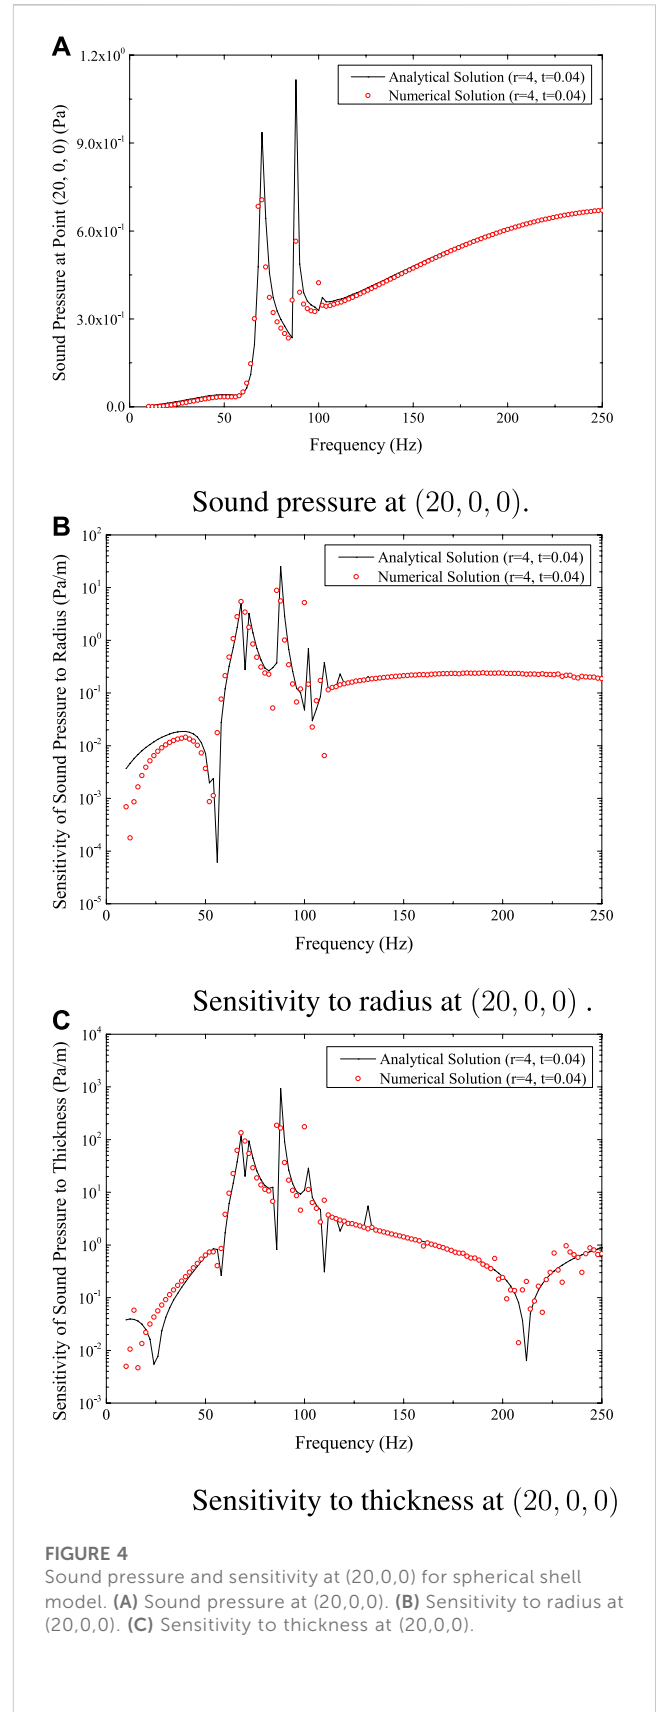 A
1.2x10⁰
9.0x10⁻¹
6.0x10⁻¹
3.0x10⁻¹
0.0
Sound Pressure at Point (20, 0, 0) (Pa)
Analytical Solution (r=4, t=0.04)
Numerical Solution (r=4, t=0.04)
0 50 100 150 200 250
Frequency (Hz)
Sound pressure at (20, 0, 0).
B
10²
10¹
10⁰
10⁻¹
10⁻²
10⁻³
10⁻⁴
10⁻⁵
Sensitivity of Sound Pressure to Radius (Pa/m)
Analytical Solution (r=4, t=0.04)
Numerical Solution (r=4, t=0.04)
0 50 100 150 200 250
Frequency (Hz)
Sensitivity to radius at (20, 0, 0) .
C
10⁴
10³
10²
10¹
10⁰
10⁻¹
10⁻²
10⁻³
Sensitivity of Sound Pressure to Thickness (Pa/m)
Analytical Solution (r=4, t=0.04)
Numerical Solution (r=4, t=0.04)
0 50 100 150 200 250
Frequency (Hz)
Sensitivity to thickness at (20, 0, 0)
FIGURE 4
Sound pressure and sensitivity at (20,0,0) for spherical shell
model. (A) Sound pressure at (20,0,0). (B) Sensitivity to radius at
(20,0,0). (C) Sensitivity to thickness at (20,0,0).